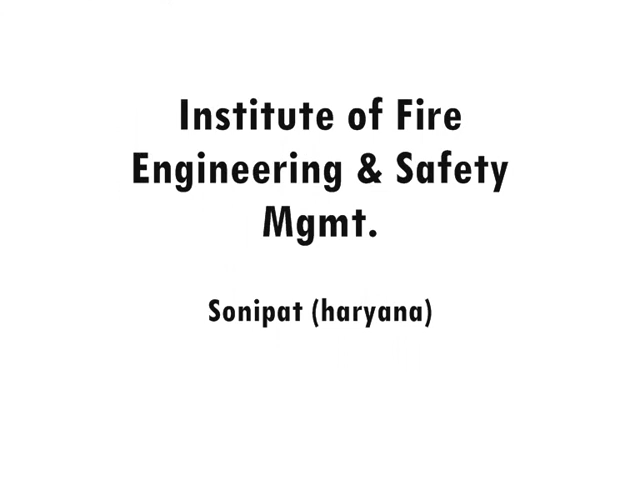 Institute of Fire
Engineering & Safety
Mgmt.
Sonipat (haryana)